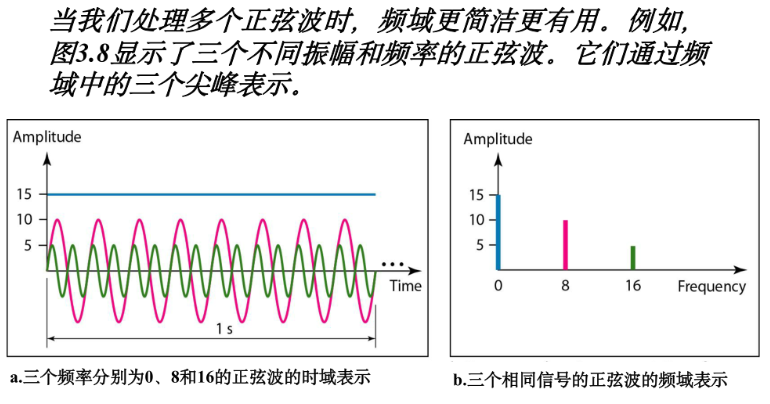 当我们处理多个正弦波时，频域更简洁更有用。例如，
图3.8显示了三个不同振幅和频率的正弦波。它们通过频
域中的三个尖峰表示。
Amplitude
15
10
5
...
Time
1 s
a.三个频率分别为0、8和16的正弦波的时域表示
Amplitude
15
10
5
0 8 16 Frequency
b.三个相同信号的正弦波的频域表示